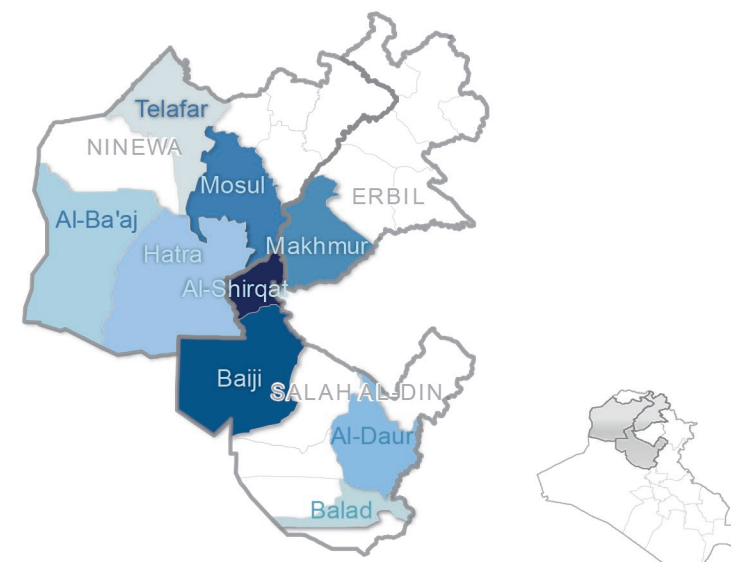 Telafar
NINEWA
Mosul
ERBIL
Al-Ba'aj
Makhmur
Hatra
Al-Shirqat
Baiji
SALAH AL-DIN
Al-Daur
Balad